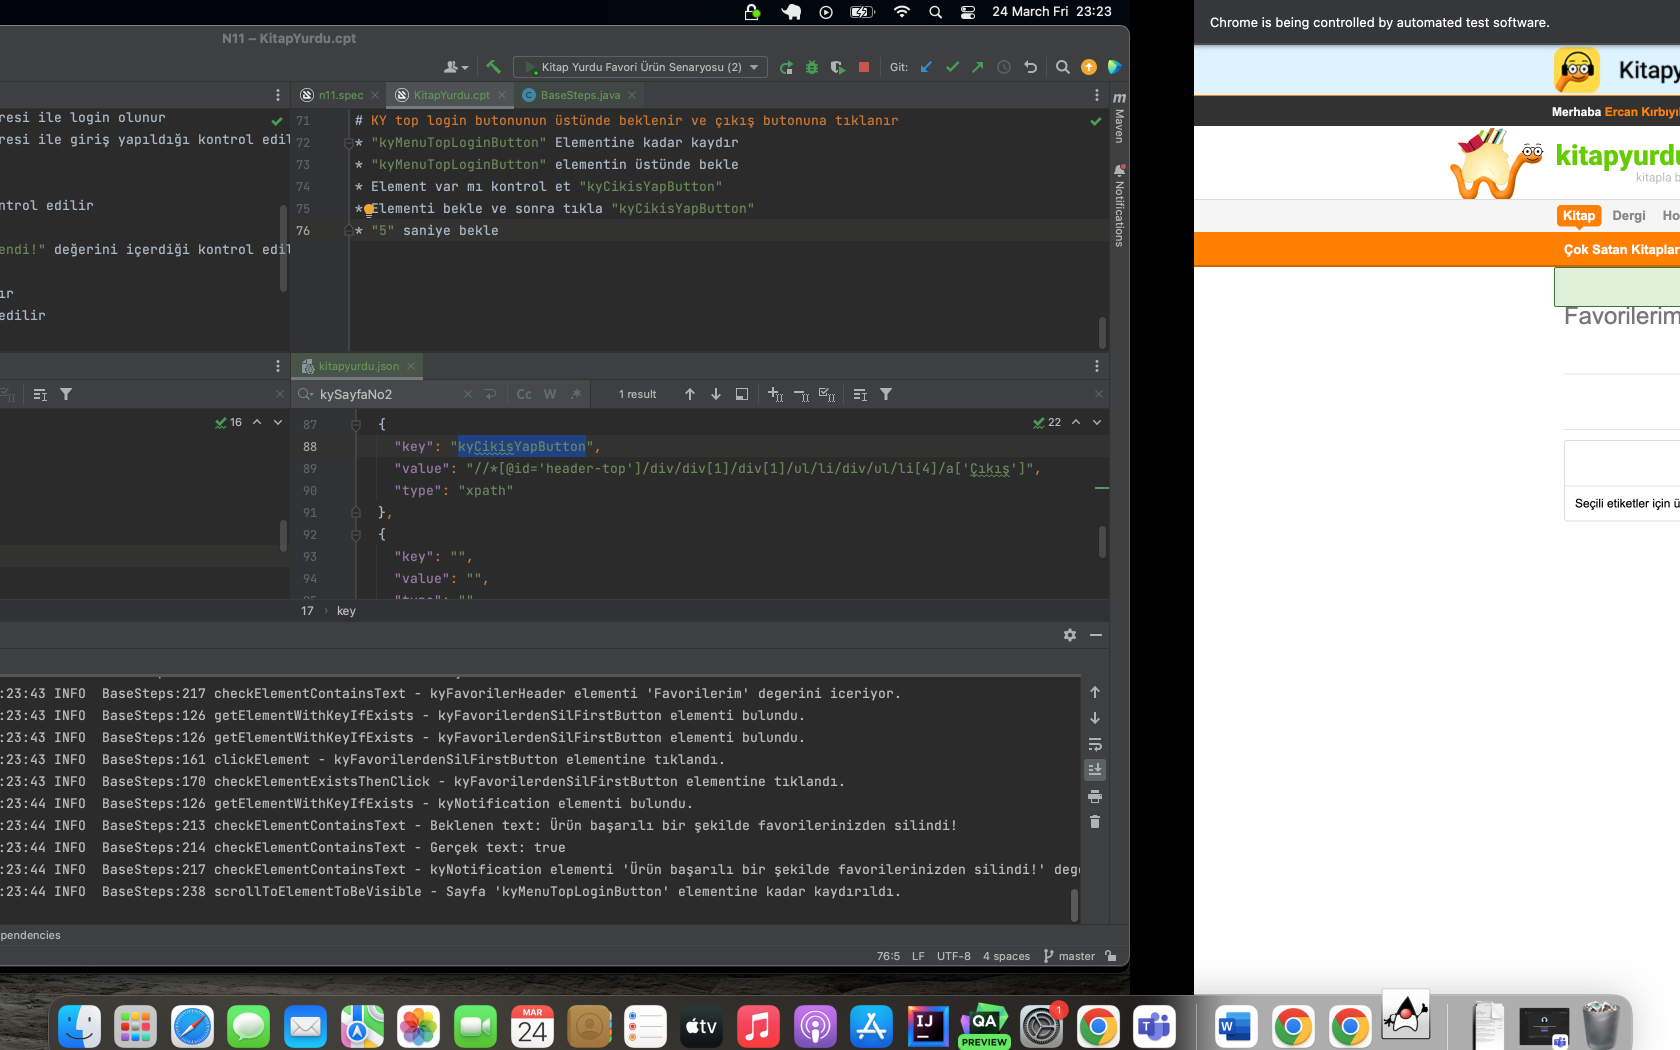 24 March Fri 23:23
N11 – KitapYurdu.cpt
Kitap Yurdu Favori Ürün Senaryosu (2)
Git:
n11.spec
KitapYurdu.cpt
BaseSteps.java
resi ile login olunur
resi ile giriş yapıldığı kontrol edil
ntrol edilir
endi!" değerini içerdiği kontrol edil
ır
edilir
71 # KY top login butonunun üstünde beklenir ve çıkış butonuna tıklanır
72 * "kyMenuTopLoginButton" Elementine kadar kaydır
73 * "kyMenuTopLoginButton" elementin üstünde bekle
74 * Element var mı kontrol et "kyCikisYapButton"
75 * Elementi bekle ve sonra tıkla "kyCikisYapButton"
76 * "5" saniye bekle
m
Maven
Notifications
kitapyurdu.json
kySayfaNo2
Cc W .*
1 result
16
22
87 {
88 "key": "kyCikisYapButton",
89 "value": "//*[@id='header-top']/div/div[1]/div[1]/ul/li/div/ul/li[4]/a['Çıkış']",
90 "type": "xpath"
91 },
92 {
93 "key": "",
94 "value": "",
95 "type": ""
17 › key
:23:43 INFO BaseSteps:217 checkElementContainsText - kyFavorilerHeader elementi 'Favorilerim' degerini iceriyor.
:23:43 INFO BaseSteps:126 getElementWithKeyIfExists - kyFavorilerdenSilFirstButton elementi bulundu.
:23:43 INFO BaseSteps:126 getElementWithKeyIfExists - kyFavorilerdenSilFirstButton elementi bulundu.
:23:43 INFO BaseSteps:161 clickElement - kyFavorilerdenSilFirstButton elementine tıklandı.
:23:43 INFO BaseSteps:170 checkElementExistsThenClick - kyFavorilerdenSilFirstButton elementine tıklandı.
:23:44 INFO BaseSteps:126 getElementWithKeyIfExists - kyNotification elementi bulundu.
:23:44 INFO BaseSteps:213 checkElementContainsText - Beklenen text: Ürün başarılı bir şekilde favorilerinizden silindi!
:23:44 INFO BaseSteps:214 checkElementContainsText - Gerçek text: true
:23:44 INFO BaseSteps:217 checkElementContainsText - kyNotification elementi 'Ürün başarılı bir şekilde favorilerinizden silindi!' deg
:23:44 INFO BaseSteps:238 scrollToElementToBeVisible - Sayfa 'kyMenuTopLoginButton' elementine kadar kaydırıldı.
pendencies
76:5 LF UTF-8 4 spaces master
Chrome is being controlled by automated test software.
Kitapy
Merhaba Ercan Kırbıyı
kitapyurdu
kitapla b
Kitap Dergi Ho
Çok Satan Kitaplar
Favorilerim
Seçili etiketler için ü
MAR
24
tv
IJ
QA
PREVIEW
1
T
W